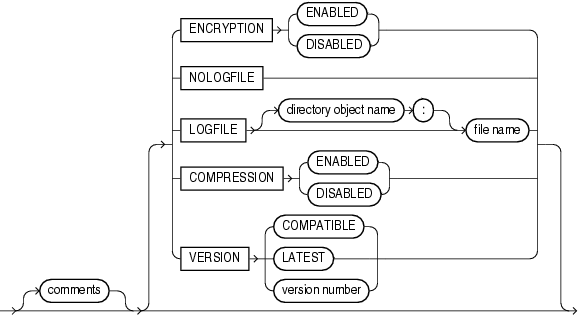 ENCRYPTION
ENABLED
DISABLED
NOLOGFILE
LOGFILE
directory object name
:
file name
COMPRESSION
ENABLED
DISABLED
VERSION
COMPATIBLE
LATEST
version number
comments